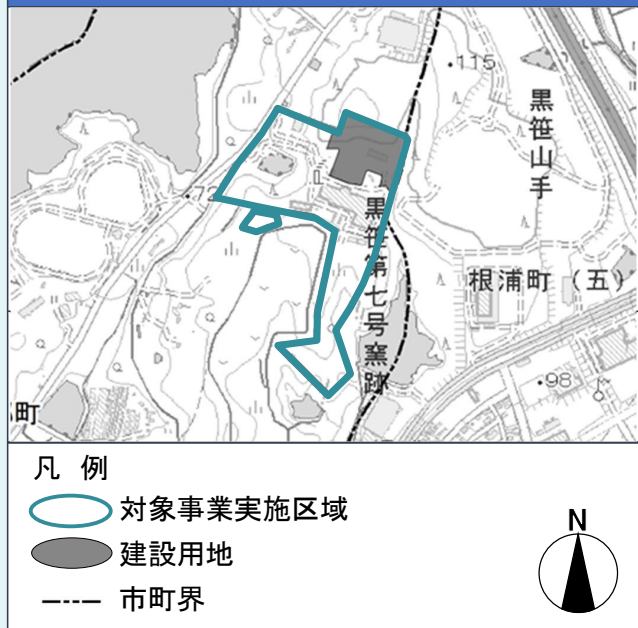 ・115
黒笹山手
・72
黒笹第七号窯跡
根浦町（五）
・98
町
凡 例
対象事業実施区域
建設用地
市町界
N